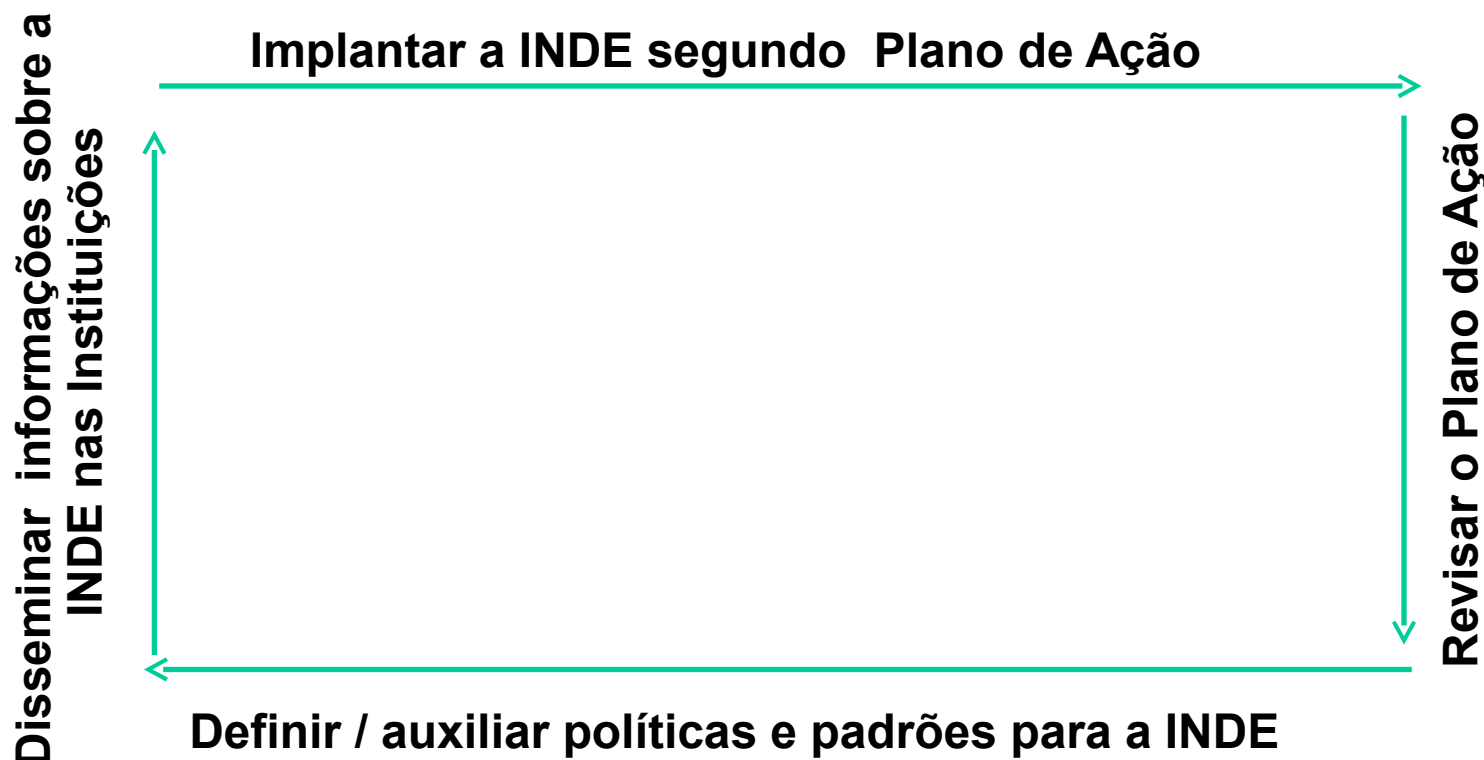 Implantar a INDE segundo Plano de Ação
Disseminar informações sobre a
INDE nas Instituições
Revisar o Plano de Ação
Definir / auxiliar políticas e padrões para a INDE